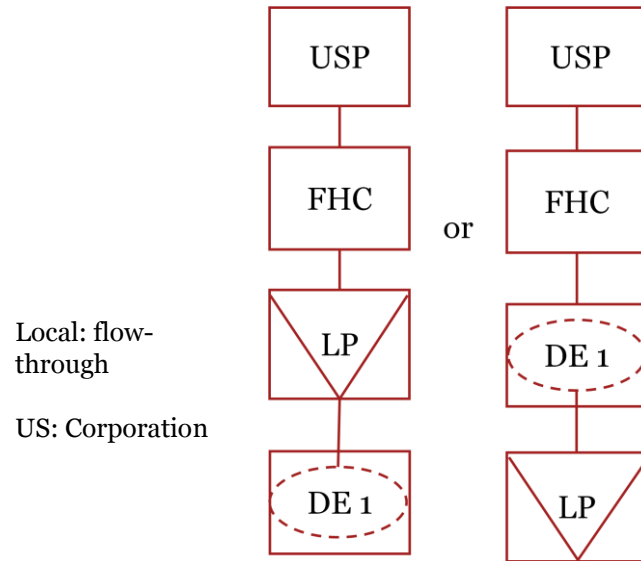 USP
FHC
LP
DE 1
or
USP
FHC
DE 1
LP
Local: flow-
through
US: Corporation